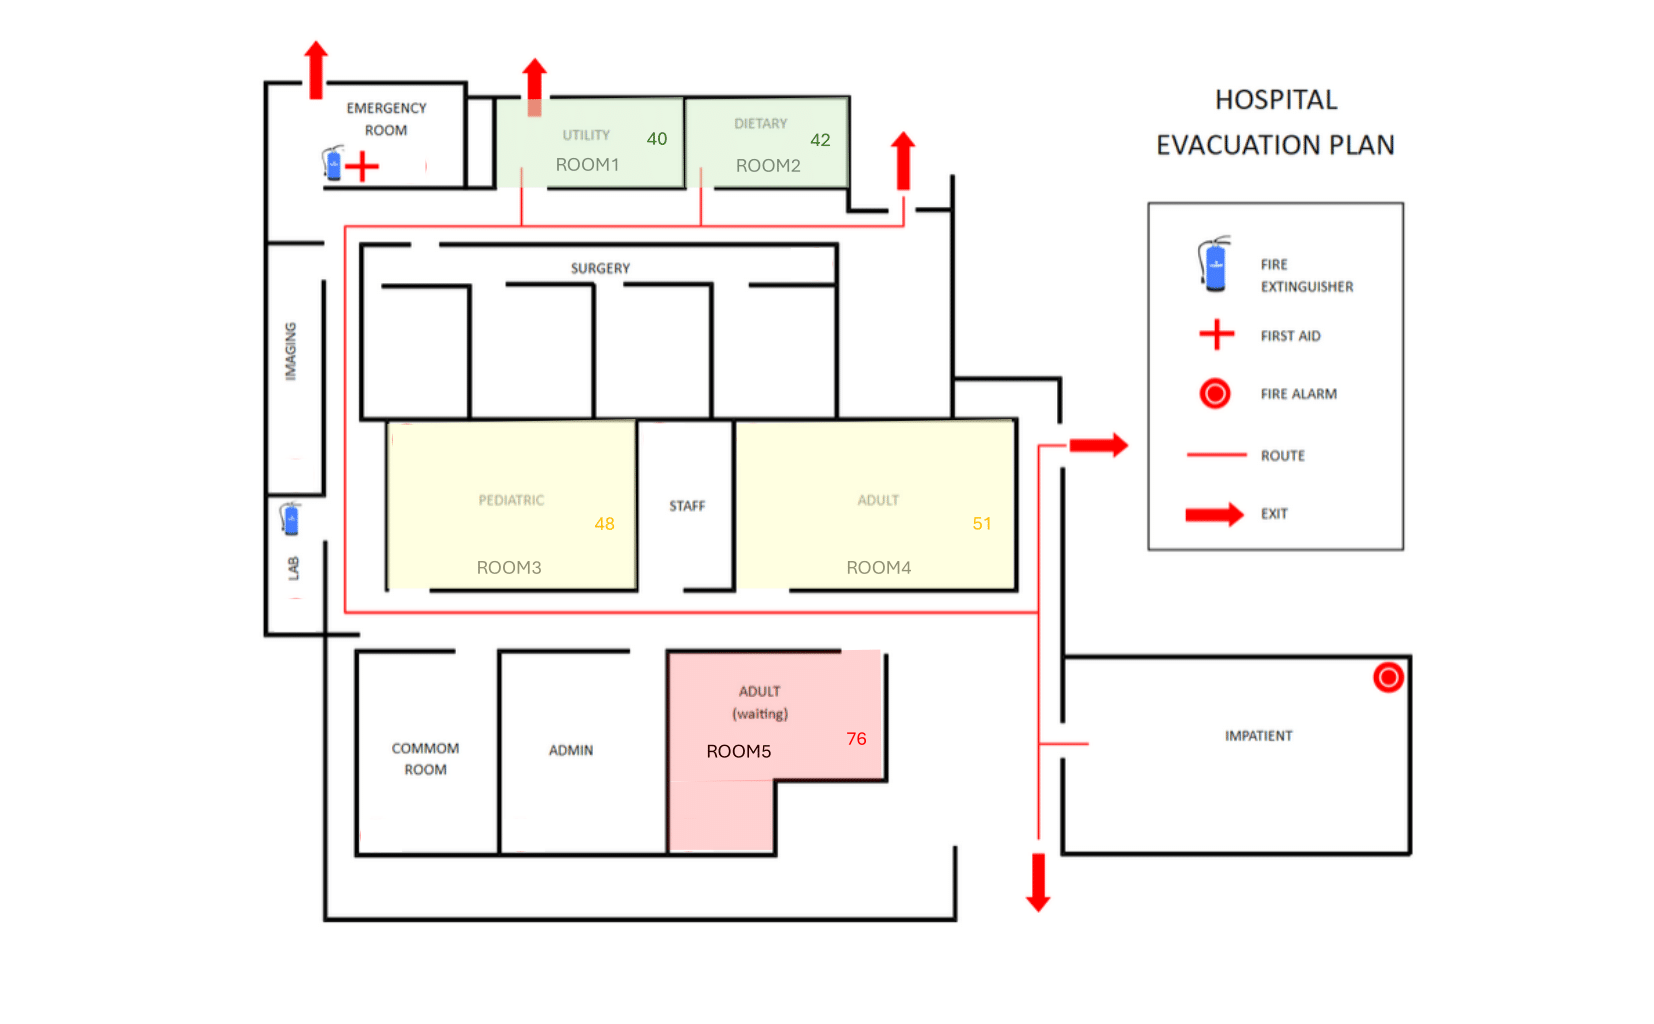 HOSPITAL
EVACUATION PLAN
EMERGENCY
ROOM
UTILITY
40
ROOM1
DIETARY
42
ROOM2
SURGERY
IMAGING
LAB
PEDIATRIC
48
ROOM3
STAFF
ADULT
51
ROOM4
COMMOM
ROOM
ADMIN
ADULT
(waiting)
ROOM5
76
IMPATIENT
FIRE
EXTINGUISHER
FIRST AID
FIRE ALARM
ROUTE
EXIT